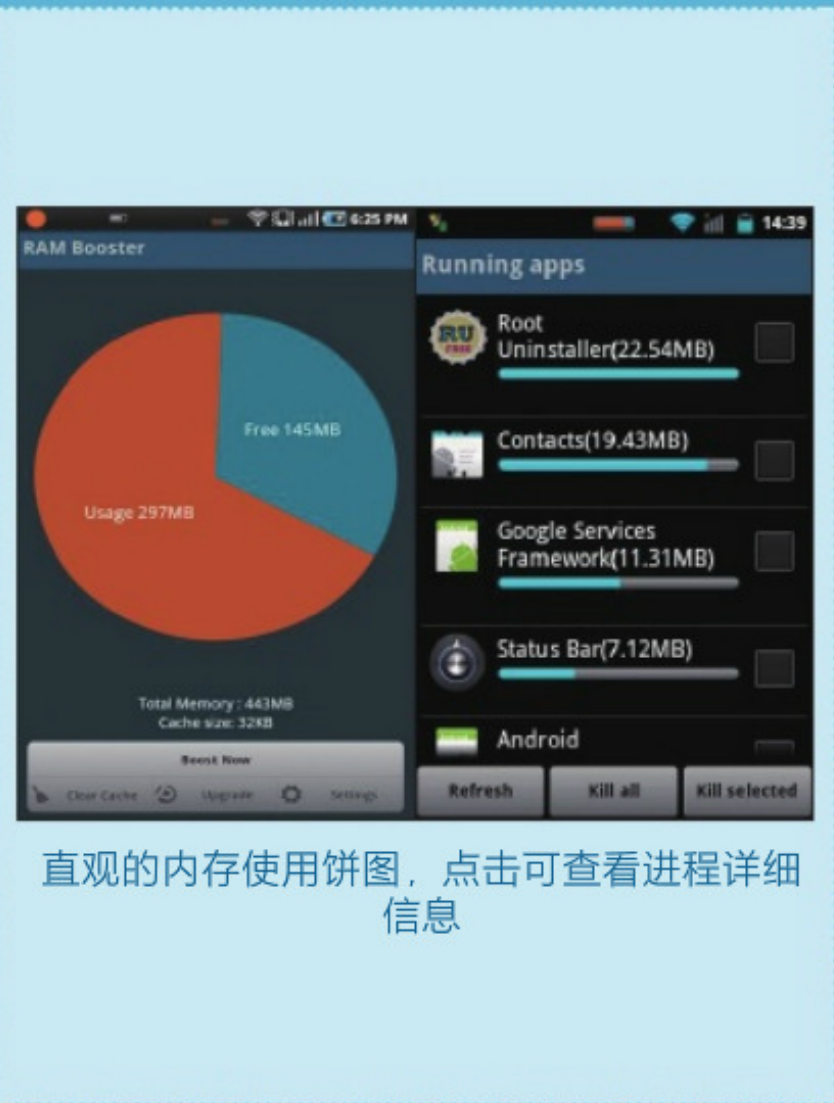 6:25 PM
RAM Booster
Free 145MB
Usage 297MB
Total Memory : 443MB
Cache size: 32KB
Boost Now
Clear Cache Upgrade Settings
14:39
Running apps
RU
FREE
Root
Uninstaller(22.54MB)
Contacts(19.43MB)
Google Services
Framework(11.31MB)
Status Bar(7.12MB)
Android
Refresh Kill all Kill selected
直观的内存使用饼图，点击可查看进程详细
信息